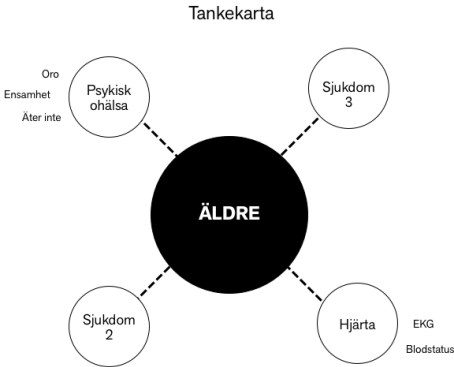 Tankekarta
Oro
Ensamhet
Äter inte
Psykisk
ohälsa
Sjukdom
3
ÄLDRE
Sjukdom
2
Hjärta
EKG
Blodstatus